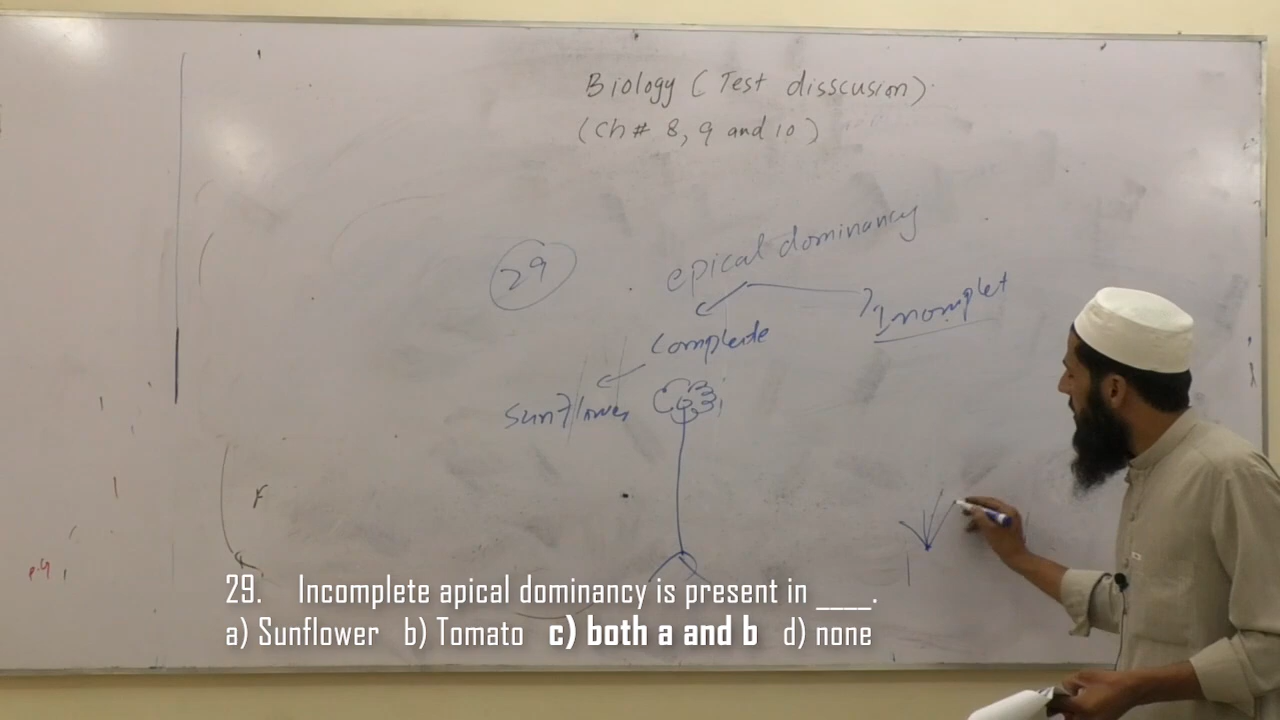 Biology (Test disscusion)
(Ch# 8, 9 and 10)
29
epical dominancy
Complete
Incomplet
Sunflower
29. Incomplete apical dominancy is present in ____.
a) Sunflower b) Tomato c) both a and b d) none